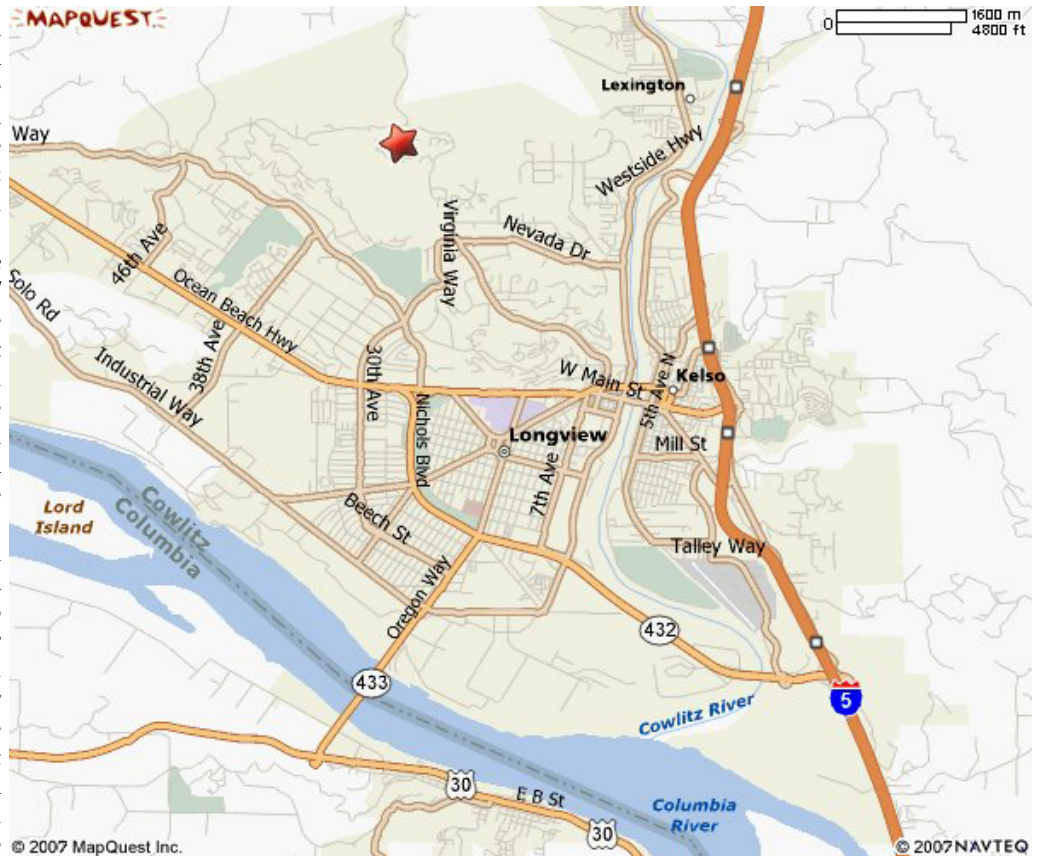 MAPQUEST
0
1600 m
4800 ft
Lexington
Way
Westside Hwy
Virginia Way
Nevada Dr
46th Ave
Ocean Beach Hwy
Solo Rd
38th Ave
Industrial Way
30th Ave
W Main St
5th Ave N
Kelso
Nichols Blvd
Longview
Mill St
7th Ave
Lord
Island
Cowlitz
Columbia
Beech St
Talley Way
Oregon Way
432
433
5
Cowlitz River
30
E B St
Columbia
River
30
© 2007 MapQuest Inc.
© 2007 NAVTEQ